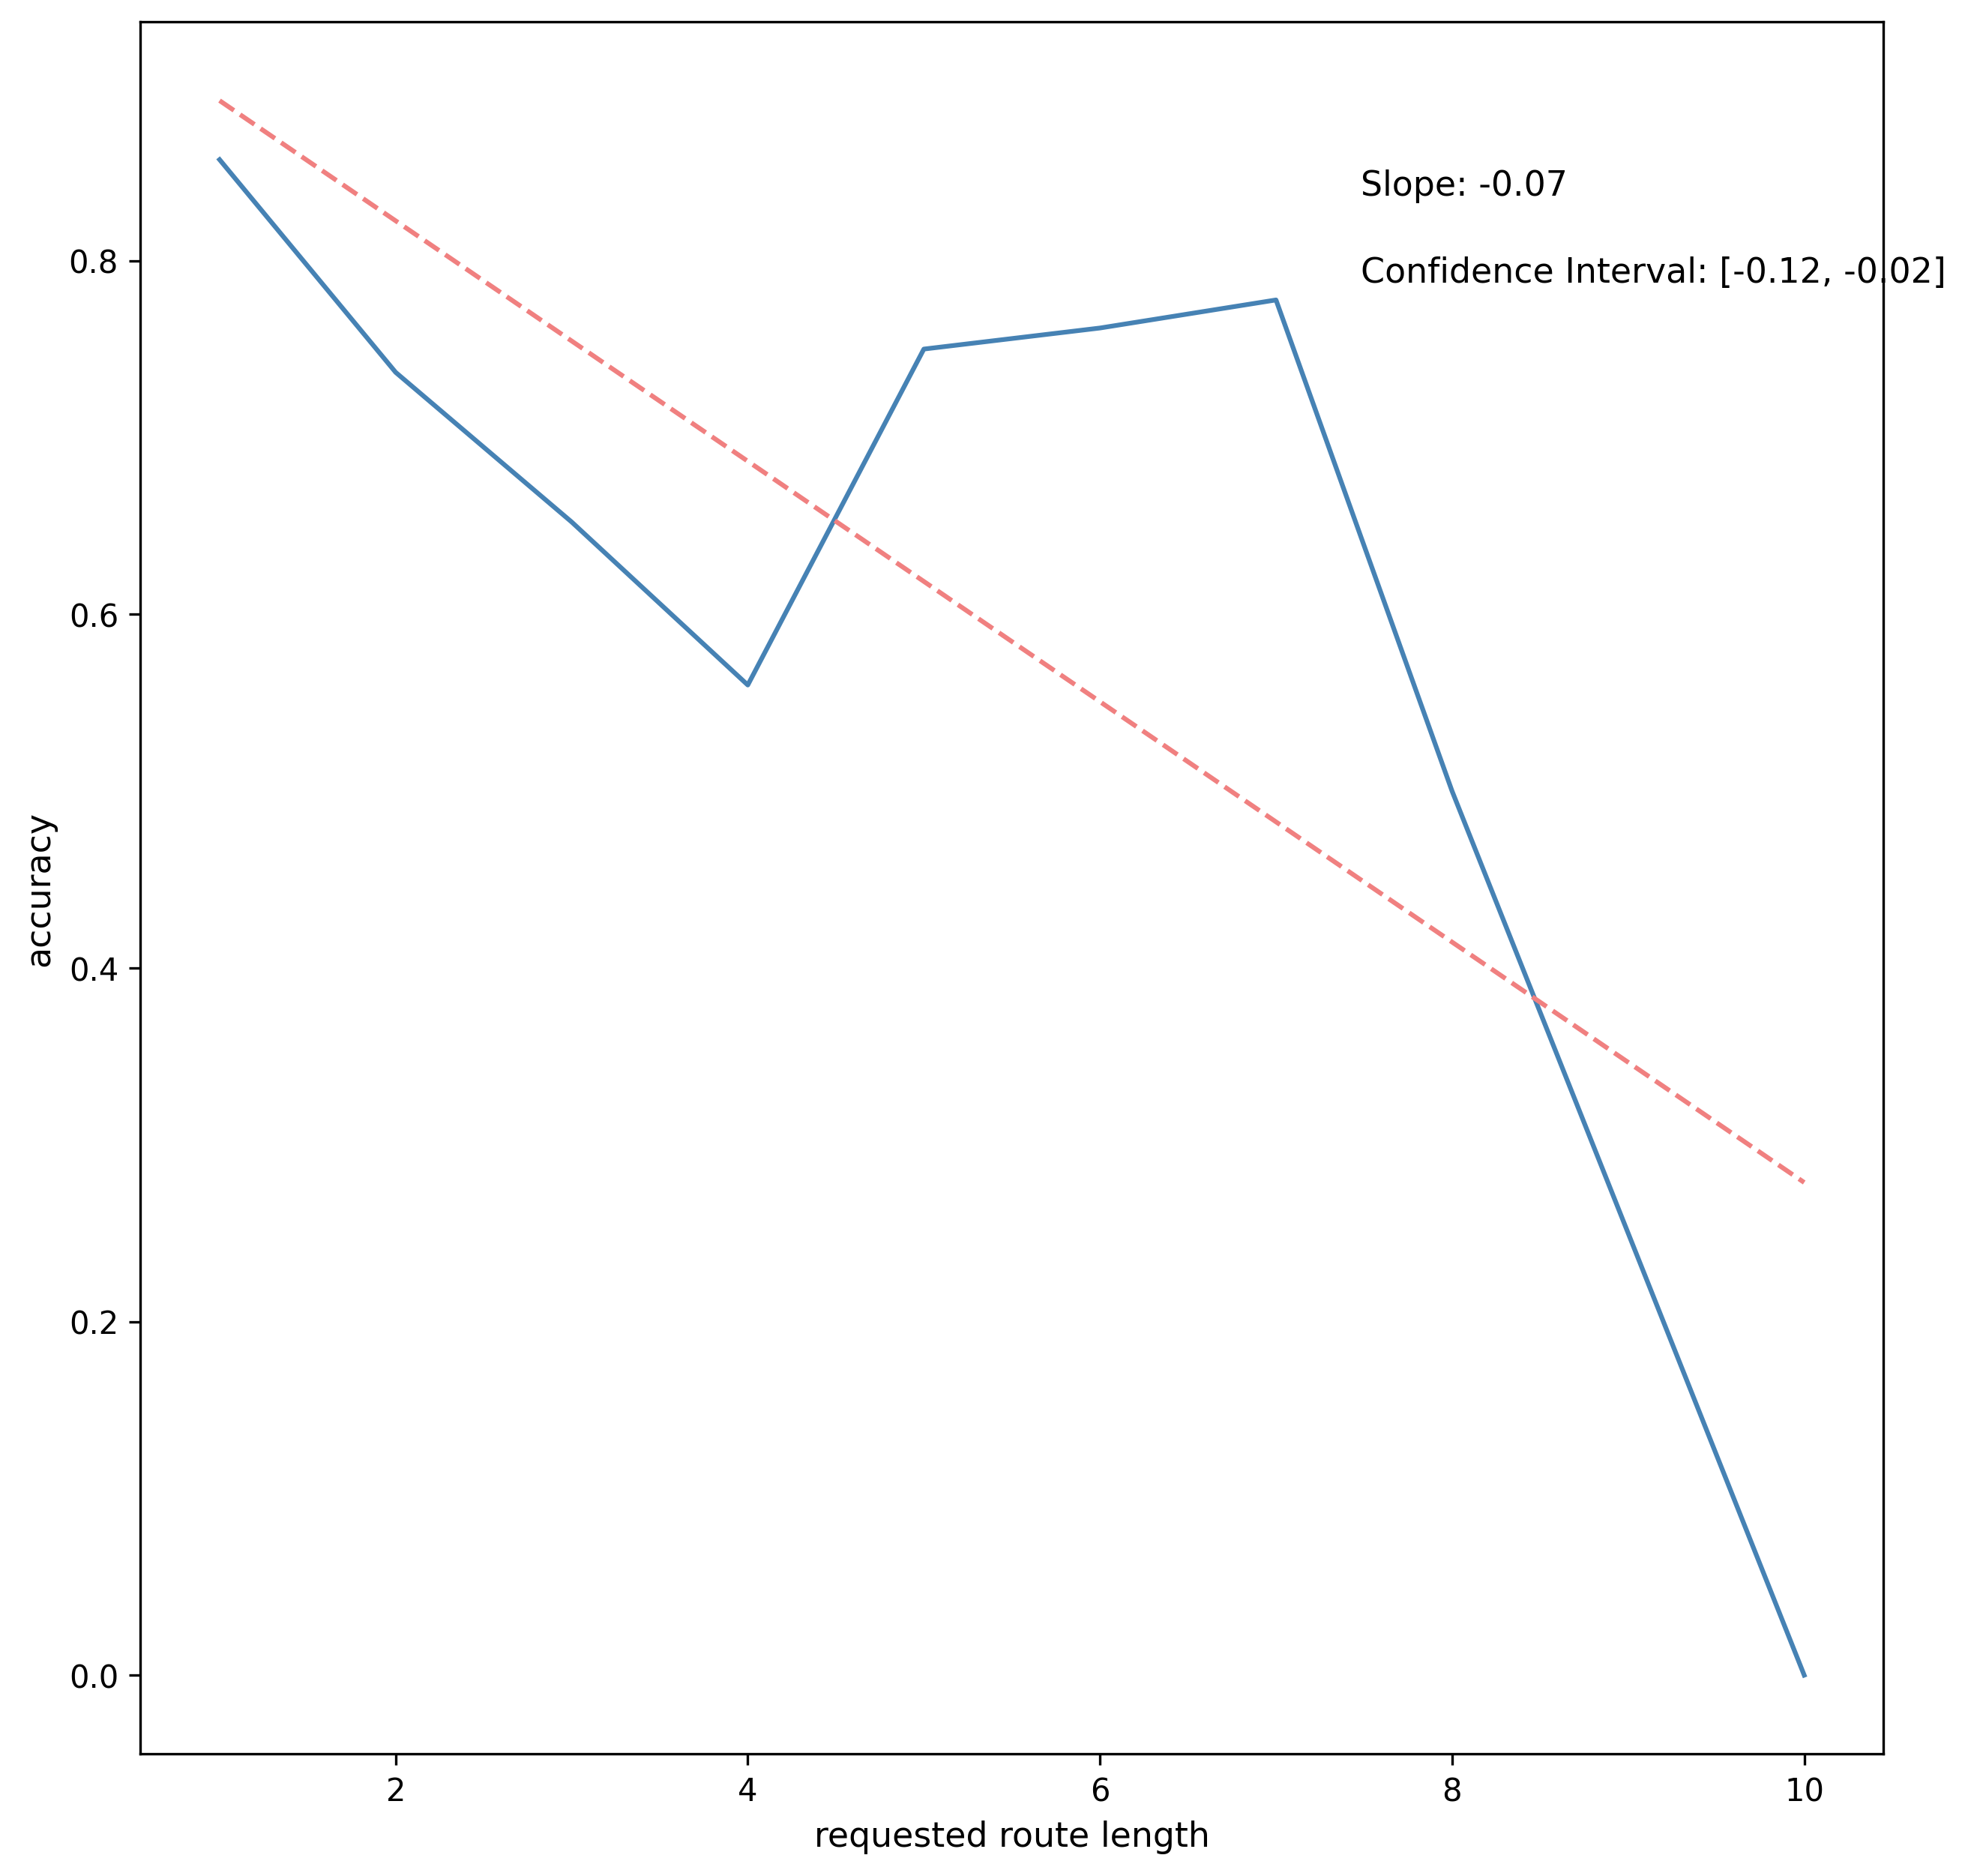 Slope: -0.07
Confidence Interval: [-0.12, -0.02]
0.8
0.6
0.4
0.2
0.0
accuracy
2 4 6 8 10
requested route length